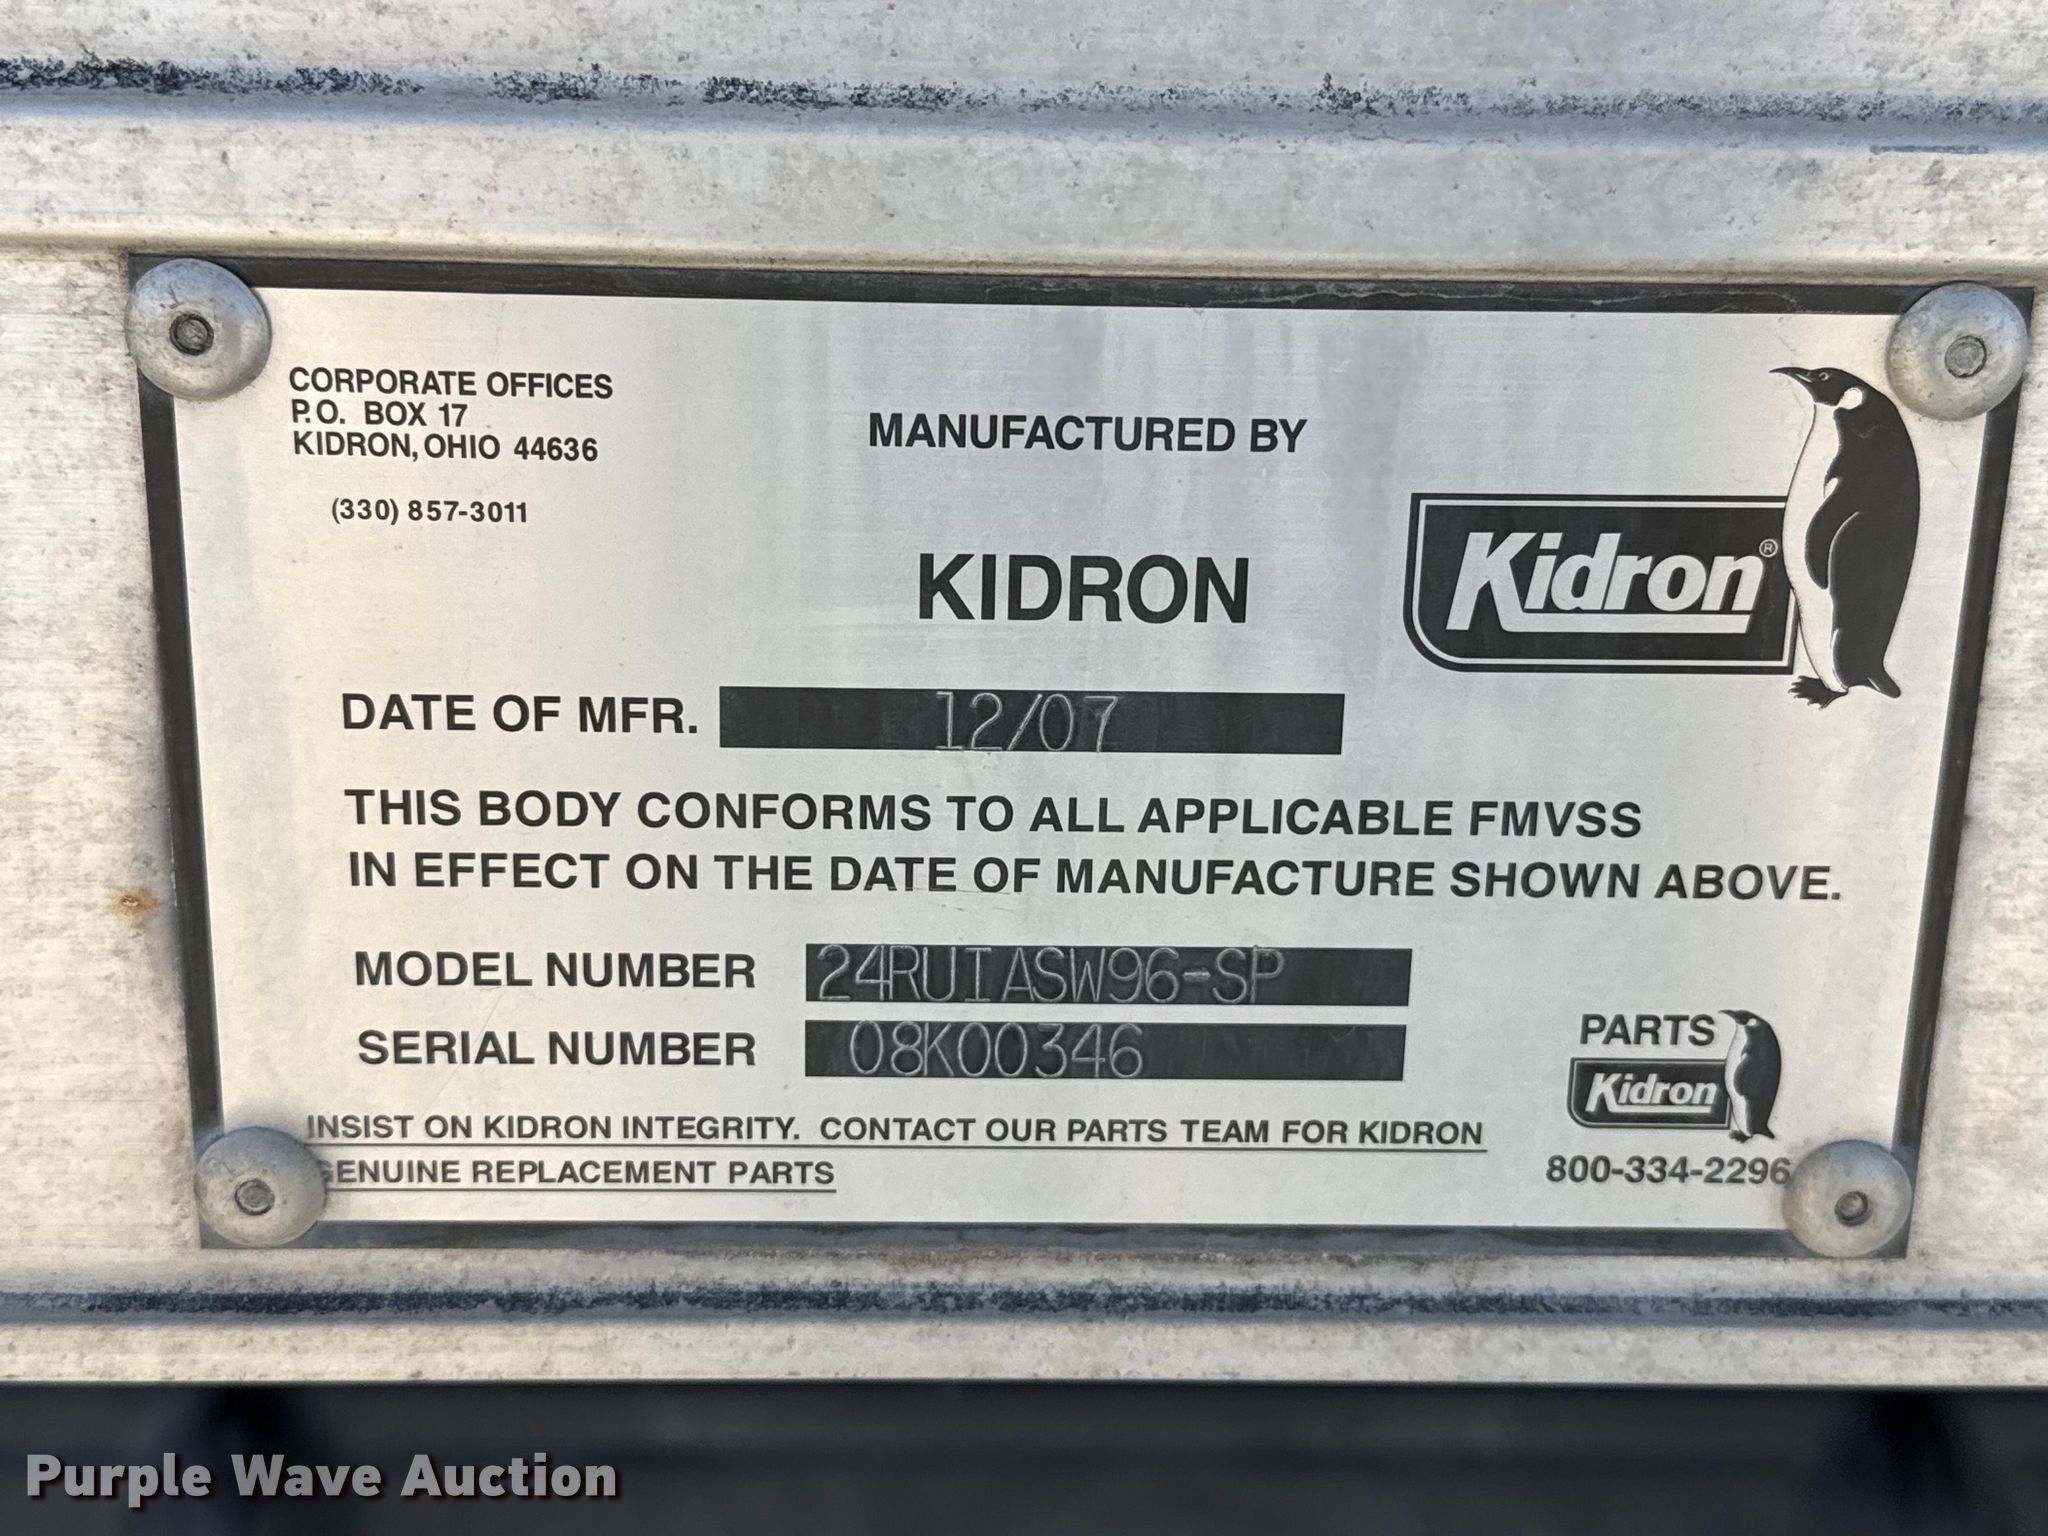 CORPORATE OFFICES
P.O. BOX 17
KIDRON, OHIO 44636
(330) 857-3011
MANUFACTURED BY
KIDRON
Kidron®
DATE OF MFR. 12/07
THIS BODY CONFORMS TO ALL APPLICABLE FMVSS
IN EFFECT ON THE DATE OF MANUFACTURE SHOWN ABOVE.
MODEL NUMBER 24RUIASW96-SP
SERIAL NUMBER 08K00346
PARTS
Kidron
800-334-2296
INSIST ON KIDRON INTEGRITY. CONTACT OUR PARTS TEAM FOR KIDRON
GENUINE REPLACEMENT PARTS
Purple Wave Auction